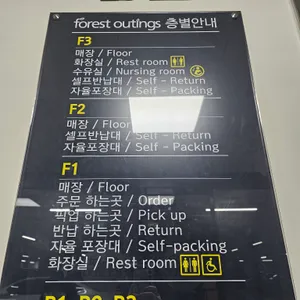 forest outings 층별안내
F3
매장 / Floor
화장실 / Rest room
수유실 / Nursing room
셀프반납대 / Self - Return
자율포장대 / Self - Packing
F2
매장 / Floor
셀프반납대 / Self - Return
자율포장대 / Self - Packing
F1
매장 / Floor
주문 하는곳 / Order
픽업 하는곳 / Pick up
반납 하는곳 / Return
자율 포장대 / Self-packing
화장실 / Rest room